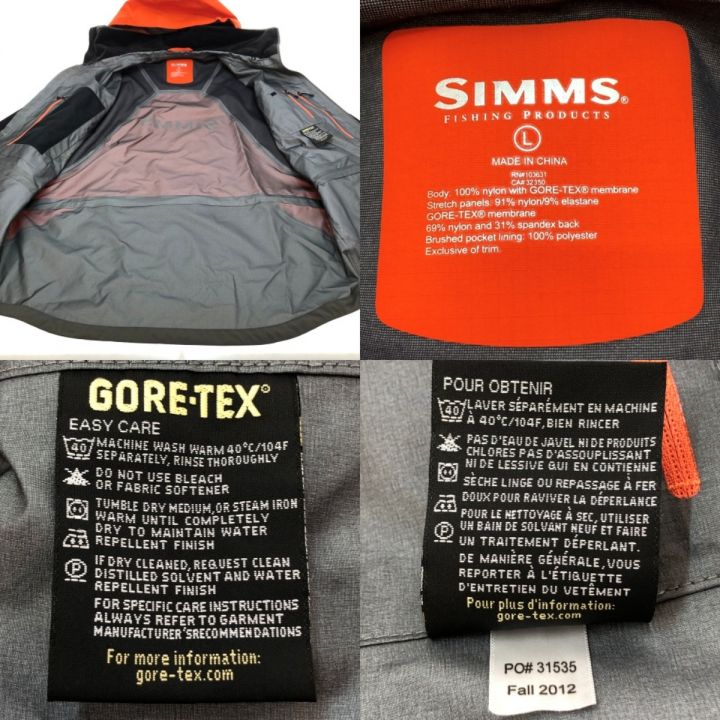 SIMMS®
FISHING PRODUCTS
L
MADE IN CHINA
RN#103631
CA#32350
Body: 100% nylon with GORE-TEX® membrane
Stretch panels: 91% nylon/9% elastane
GORE-TEX® membrane
69% nylon and 31% spandex back
Brushed pocket lining: 100% polyester
Exclusive of trim.
GORE-TEX®
EASY CARE
40 MACHINE WASH WARM 40°C/104F
SEPARATELY, RINSE THOROUGHLY
DO NOT USE BLEACH
OR FABRIC SOFTENER
TUMBLE DRY MEDIUM, OR STEAM IRON
WARM UNTIL COMPLETELY
DRY TO MAINTAIN WATER
REPELLENT FINISH
P IF DRY CLEANED, REQUEST CLEAN
DISTILLED SOLVENT AND WATER
REPELLENT FINISH
FOR SPECIFIC CARE INSTRUCTIONS
ALWAYS REFER TO GARMENT
MANUFACTURER'S RECOMMENDATIONS
For more information:
gore-tex.com
POUR OBTENIR
40 LAVER SÉPARÉMENT EN MACHINE
À 40°C/104F, BIEN RINCER
PAS D'EAU DE JAVEL NI DE PRODUITS
CHLORES PAS D'ASSOUPLISSANT
NI DE LESSIVE QUI EN CONTIENNE
SÈCHE LINGE OU REPASSAGE À FER
DOUX POUR RAVIVER LA DÉPERLANCE
POUR LE NETTOYAGE À SEC, UTILISER
P UN BAIN DE SOLVANT NEUF ET FAIRE
UN TRAITEMENT DÉPERLANT.
DE MANIÈRE GÉNÉRALE, VOUS
REPORTER À L'ÉTIQUETTE
D'ENTRETIEN DU VETÊMENT
Pour plus d'information:
gore-tex.com
PO# 31535
Fall 2012